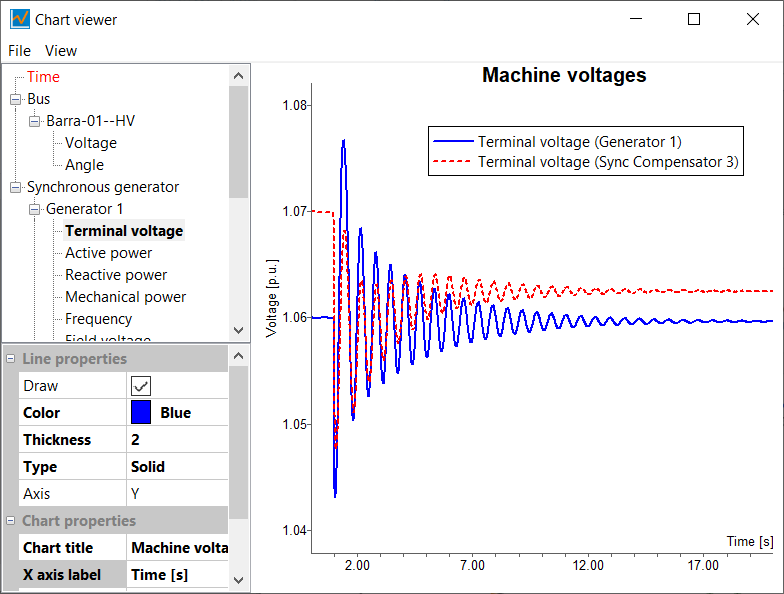 Chart viewer
File View
Time
Bus
Barra-01--HV
Voltage
Angle
Synchronous generator
Generator 1
Terminal voltage
Active power
Reactive power
Mechanical power
Frequency
Field voltage
Line properties
Draw
Color Blue
Thickness 2
Type Solid
Axis Y
Chart properties
Chart title Machine volta
X axis label Time [s]
Machine voltages
Terminal voltage (Generator 1)
Terminal voltage (Sync Compensator 3)
Voltage [p.u.]
1.08
1.07
1.06
1.05
1.04
Time [s]
2.00 7.00 12.00 17.00